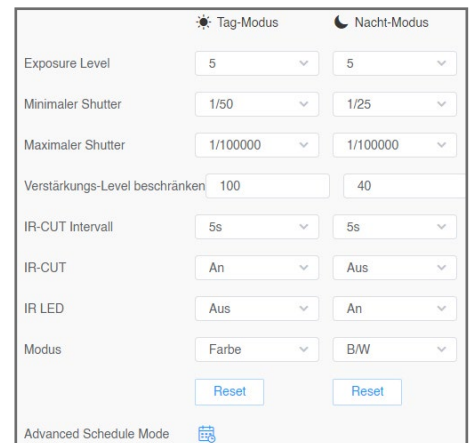 Tag-Modus Nacht-Modus
Exposure Level 5 5
Minimaler Shutter 1/50 1/25
Maximaler Shutter 1/100000 1/100000
Verstärkungs-Level beschränken 100 40
IR-CUT Intervall 5s 5s
IR-CUT An Aus
IR LED Aus An
Modus Farbe B/W
Reset Reset
Advanced Schedule Mode